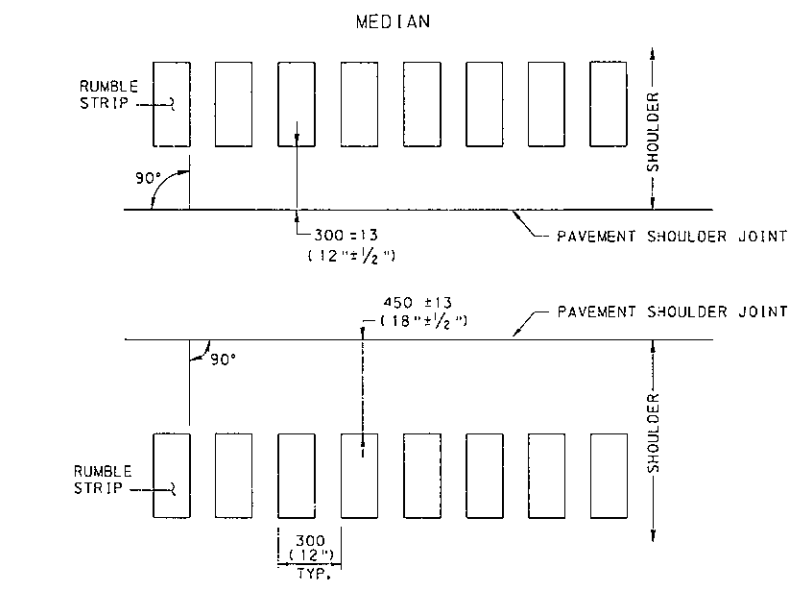 MEDIAN
RUMBLE
STRIP
SHOULDER
90°
300 ±13
(12"±1/2")
PAVEMENT SHOULDER JOINT
450 ±13
(18"±1/2")
PAVEMENT SHOULDER JOINT
90°
SHOULDER
RUMBLE
STRIP
300
(12")
TYP.